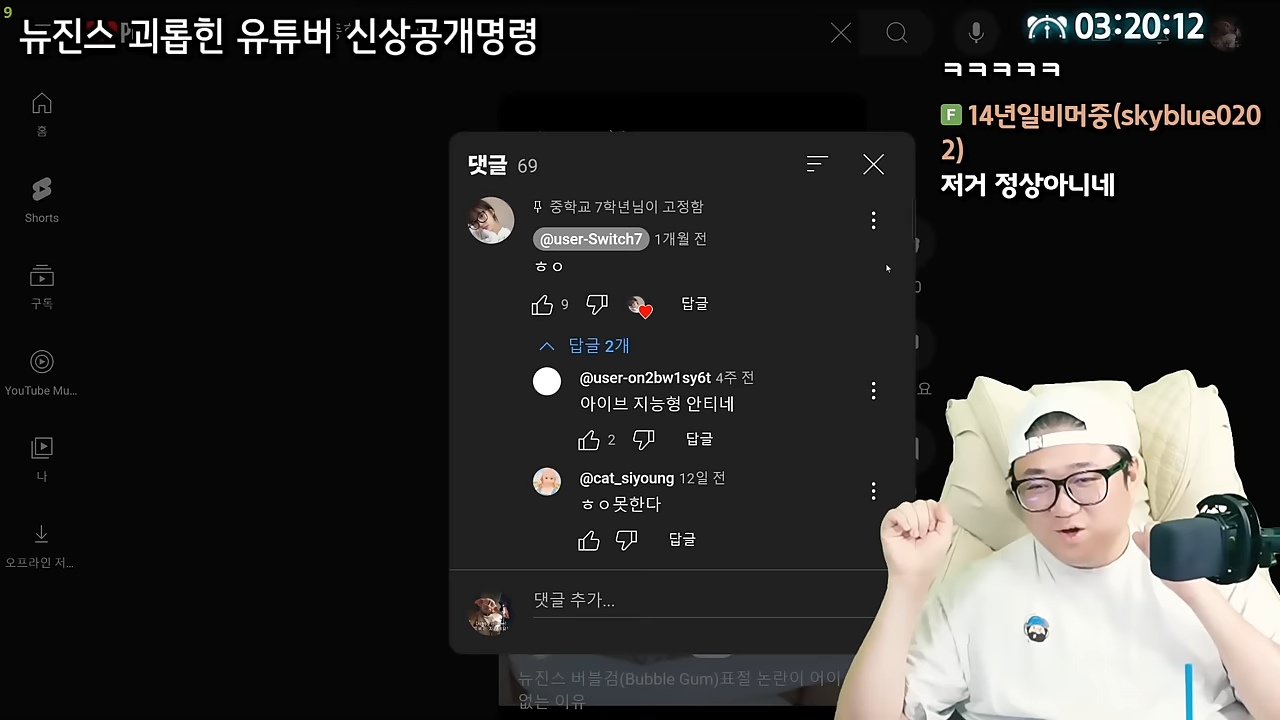 9
뉴진스 괴롭힌 유튜버 신상공개명령
03:20:12
ㅋㅋㅋㅋㅋ
F 14년일비머중(skyblue020
2)
저거 정상아니네
홈
Shorts
구독
YouTube Mu...
나
오프라인 저...
댓글 69
중학교 7학년님이 고정함
@user-Switch7 1개월 전
ㅎㅇ
9 답글
답글 2개
@user-on2bw1sy6t 4주 전
아이브 지능형 안티네
2 답글
@cat_siyoung 12일 전
ㅎㅇ못한다
답글
댓글 추가...
요
뉴진스 버블검(Bubble Gum)표절 논란이 어이
없는 이유